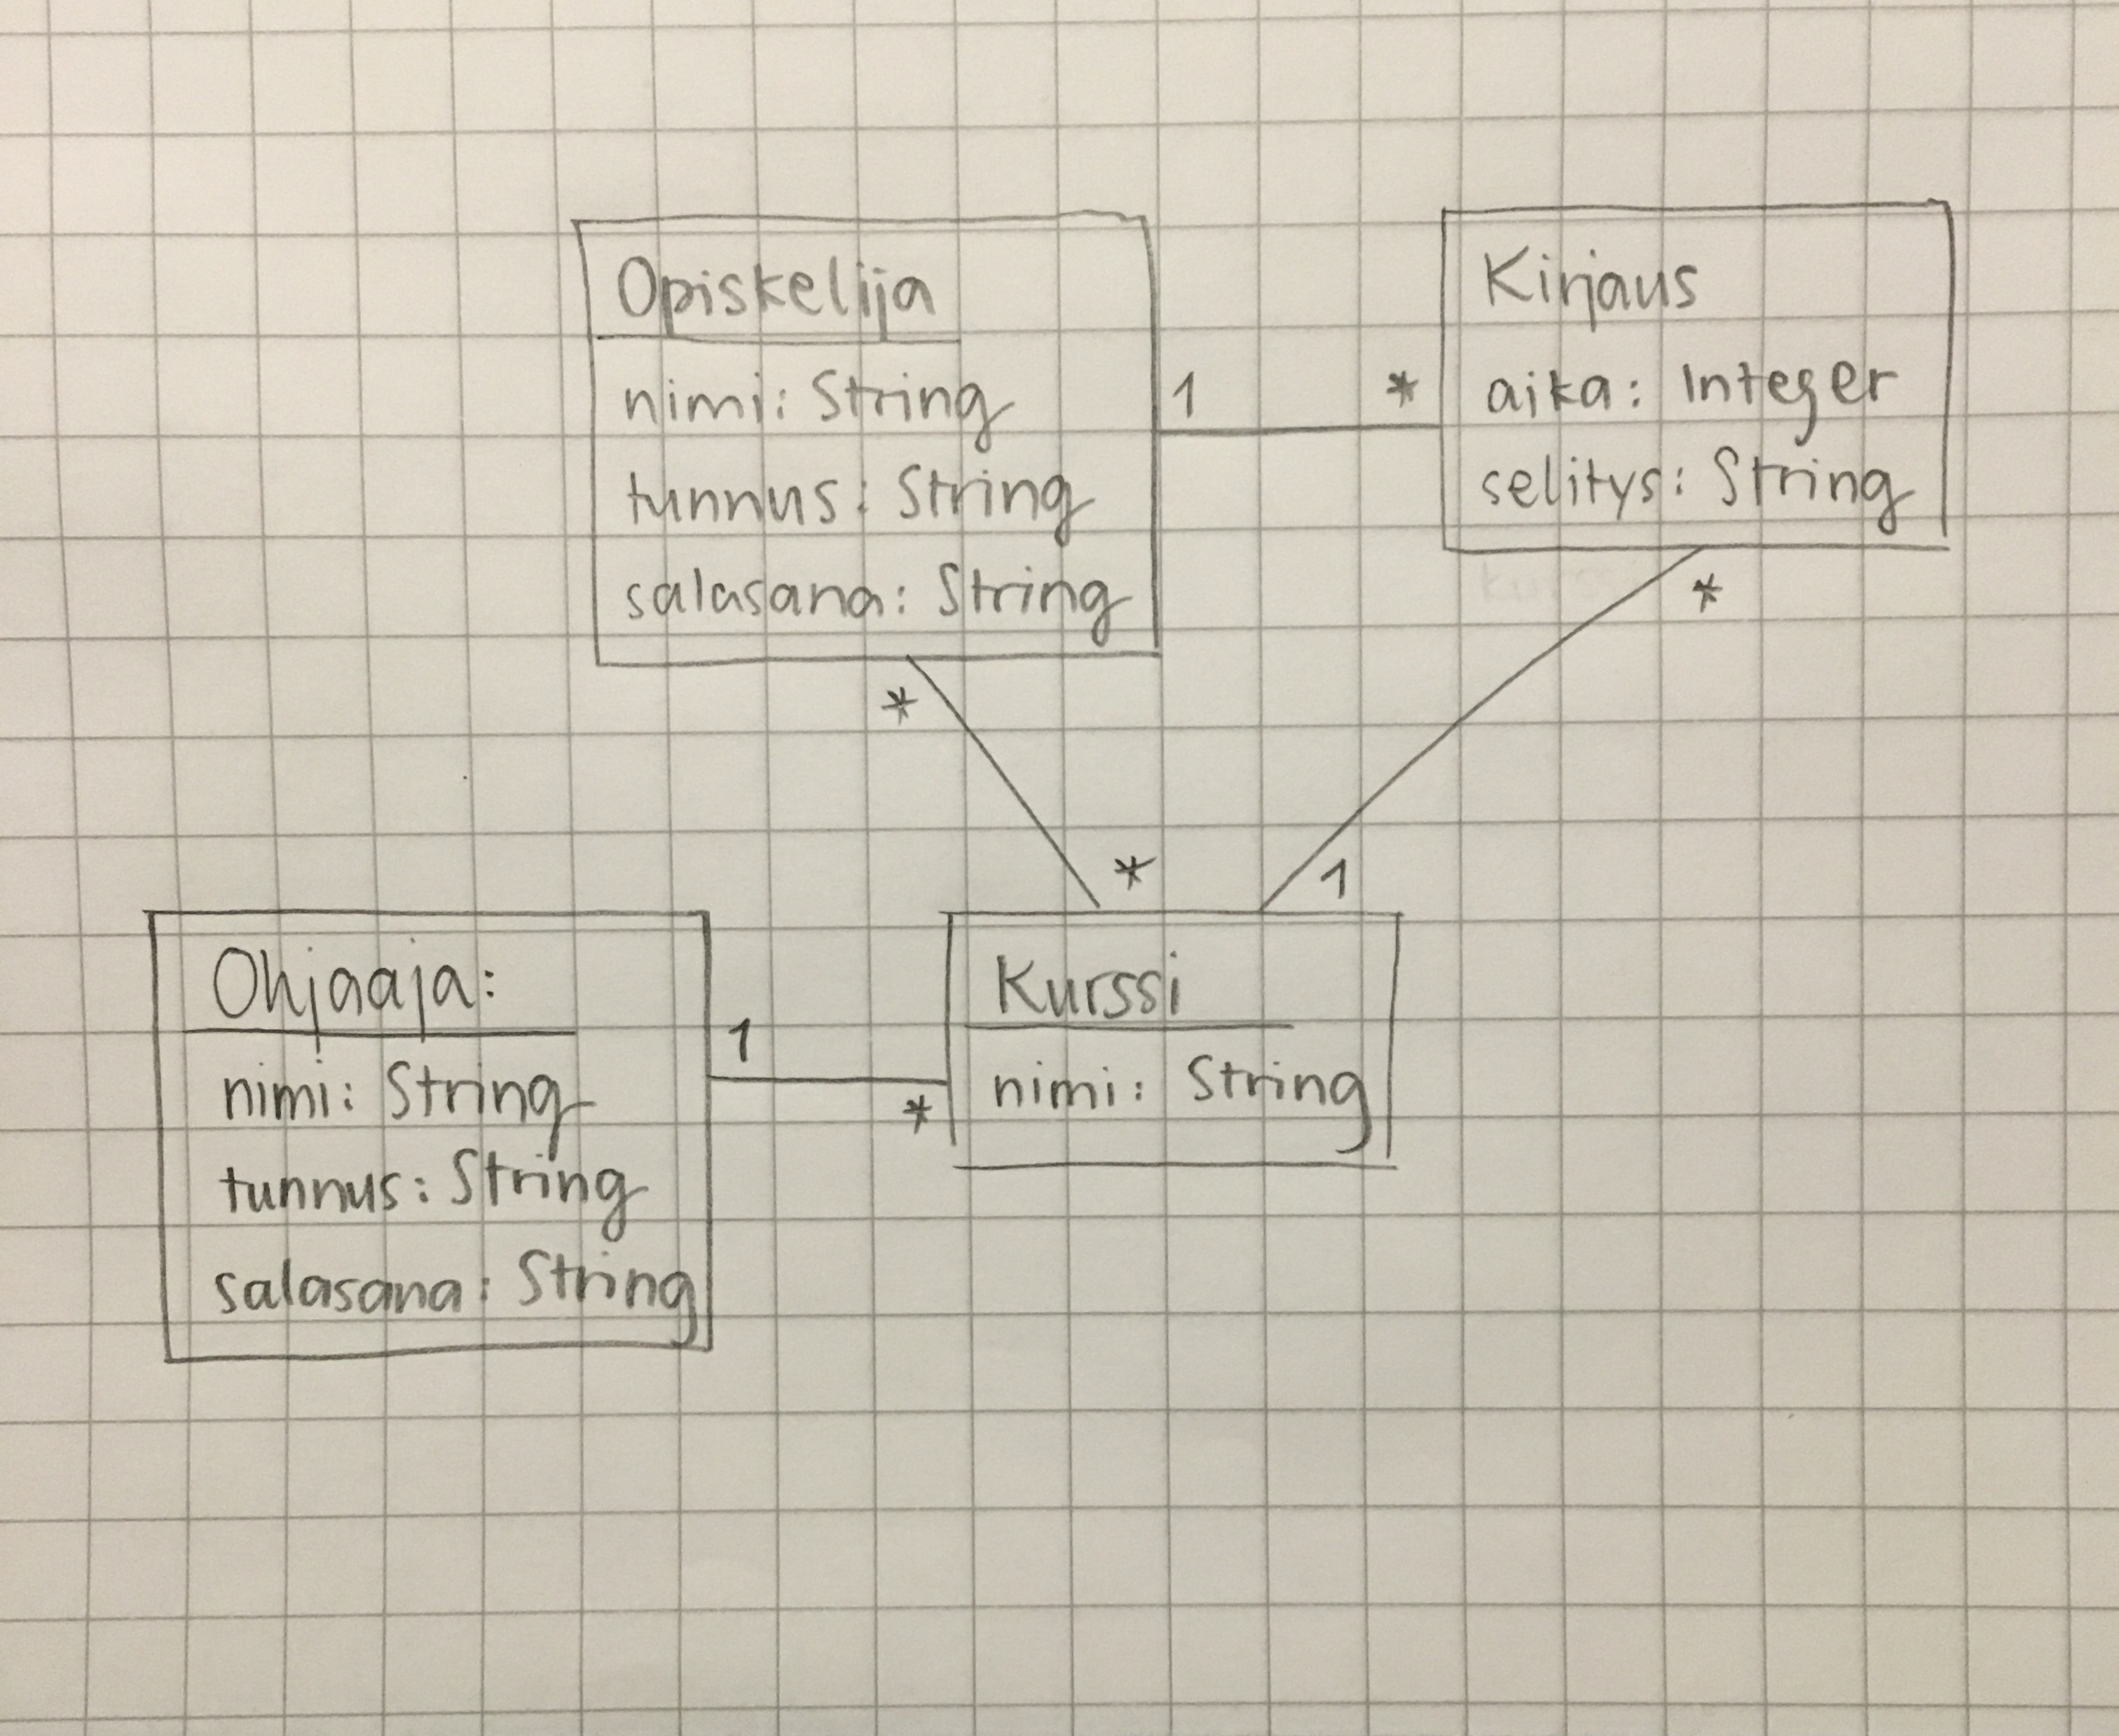 Opiskelija
nimi: String
tunnus: String
salasana: String
1
*
Kirjaus
aika: Integer
selitys: String
*
*
*
1
Ohjaaja:
nimi: String
tunnus: String
salasana: String
1
*
Kurssi
nimi: String